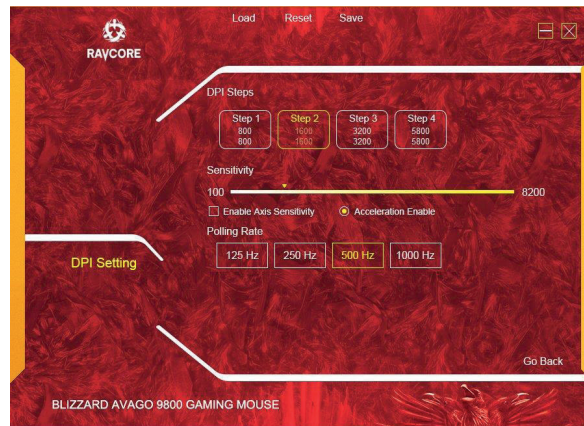 Load Reset Save
RAVCORE
DPI Steps
Step 1 Step 2 Step 3 Step 4
800 1600 3200 5800
800 1600 3200 5800
Sensitivity
100 8200
Enable Axis Sensitivity Acceleration Enable
Polling Rate
125 Hz 250 Hz 500 Hz 1000 Hz
DPI Setting
Go Back
BLIZZARD AVAGO 9800 GAMING MOUSE